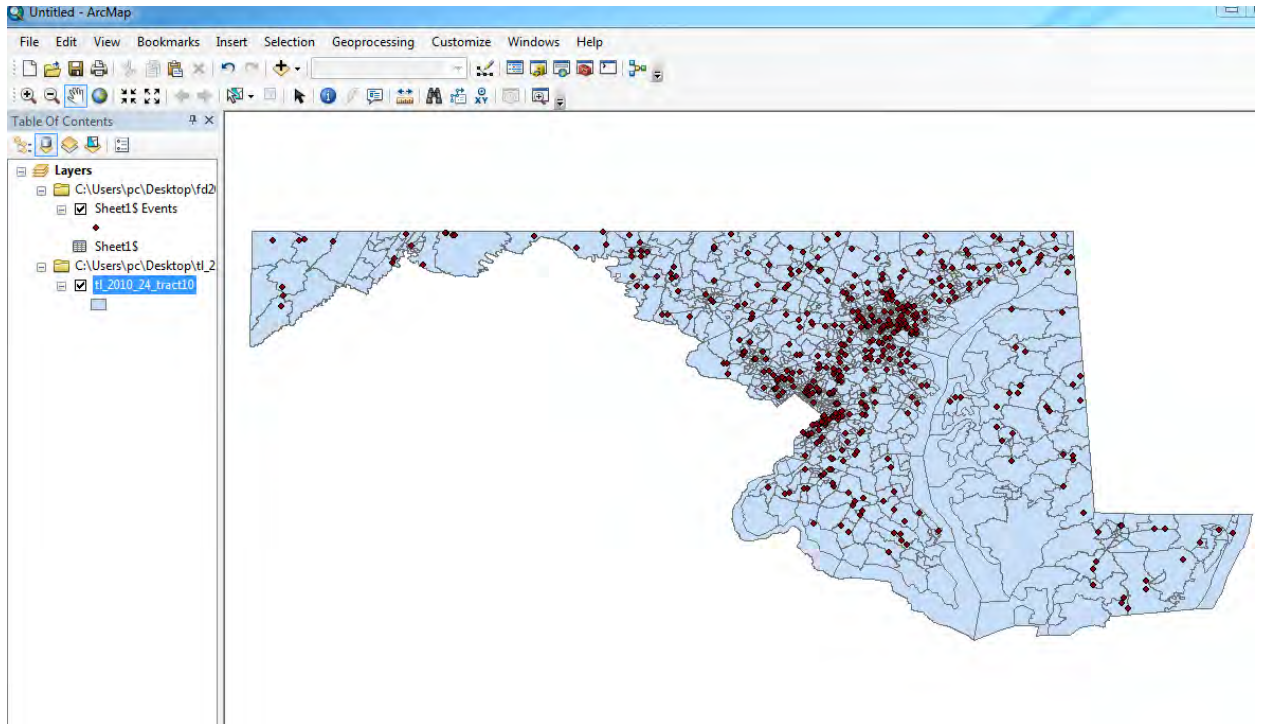 Untitled - ArcMap
File Edit View Bookmarks Insert Selection Geoprocessing Customize Windows Help
Table Of Contents
Layers
C:\Users\pc\Desktop\fd2
Sheet1$ Events
Sheet1$
C:\Users\pc\Desktop\tl_2
tl_2010_24_tract10